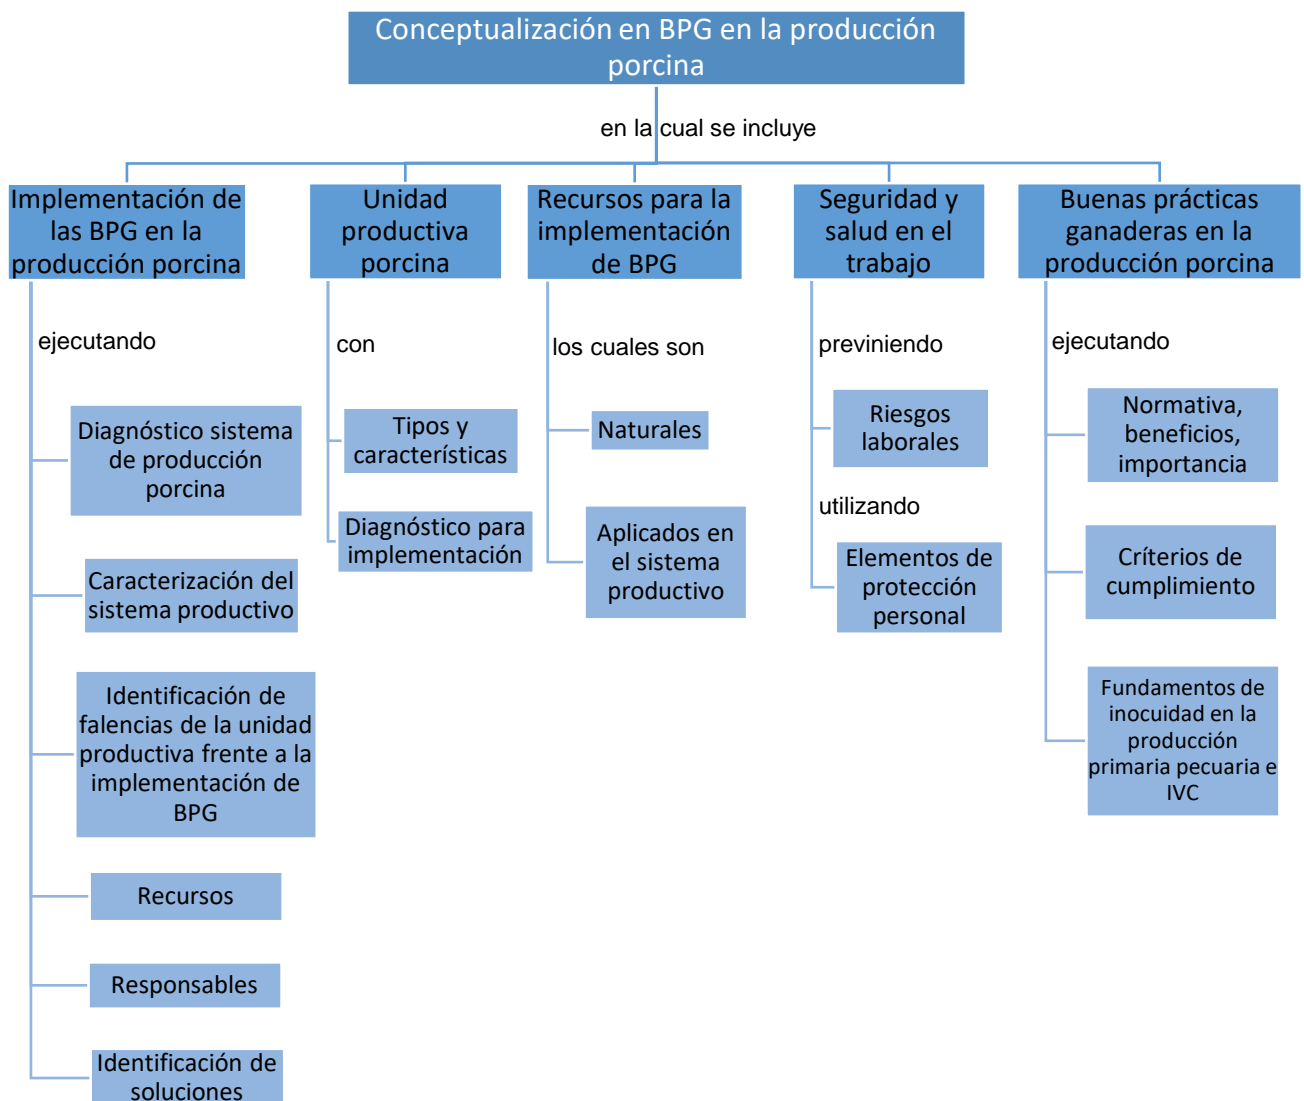 Conceptualización en BPG en la producción
porcina
en la cual se incluye
Implementación de
las BPG en la
producción porcina
ejecutando
Diagnóstico sistema
de producción
porcina
Caracterización del
sistema productivo
Identificación de
falencias de la unidad
productiva frente a la
implementación de
BPG
Recursos
Responsables
Identificación de
soluciones
Unidad
productiva
porcina
con
Tipos y
característicias
Diagnóstico para
implementación
Recursos para la
implementación
de BPG
los cuales son
Naturales
Aplicados en
el sistema
productivo
Seguridad y
salud en el
trabajo
previniendo
Riesgos
laborales
utilizando
Elementos de
protección
personal
Buenas prácticas
ganaderas en la
producción porcina
ejecutando
Normativa,
beneficios,
importancia
Críterios de
cumplimiento
Fundamentos de
inocuidad en la
producción
primaria pecuaria e
IVC